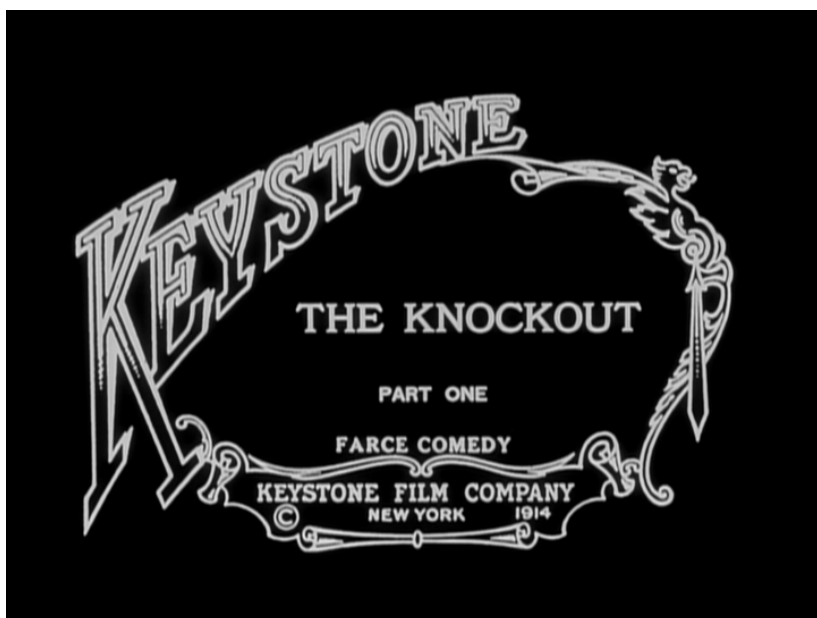 KEYSTONE
THE KNOCKOUT
PART ONE
FARCE COMEDY
KEYSTONE FILM COMPANY
© NEW YORK 1914